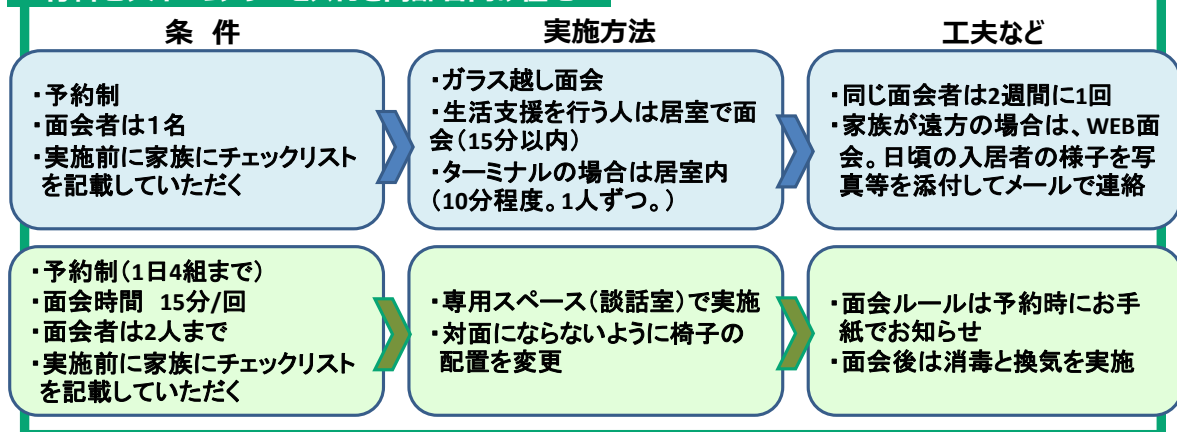 条 件
実施方法
工夫など
・予約制
・面会者は１名
・実施前に家族にチェックリスト
を記載していただく
・ガラス越し面会
・生活支援を行う人は居室で面
会（15分以内）
・ターミナルの場合は居室内
（10分程度。1人ずつ。）
・同じ面会者は2週間に1回
・家族が遠方の場合は、WEB面
会。日頃の入居者の様子を写
真等を添付してメールで連絡
・予約制（1日4組まで）
・面会時間 15分/回
・面会者は2人まで
・実施前に家族にチェックリスト
を記載していただく
・専用スペース（談話室）で実施
・対面にならないように椅子の
配置を変更
・面会ルールは予約時にお手
紙でお知らせ
・面会後は消毒と換気を実施